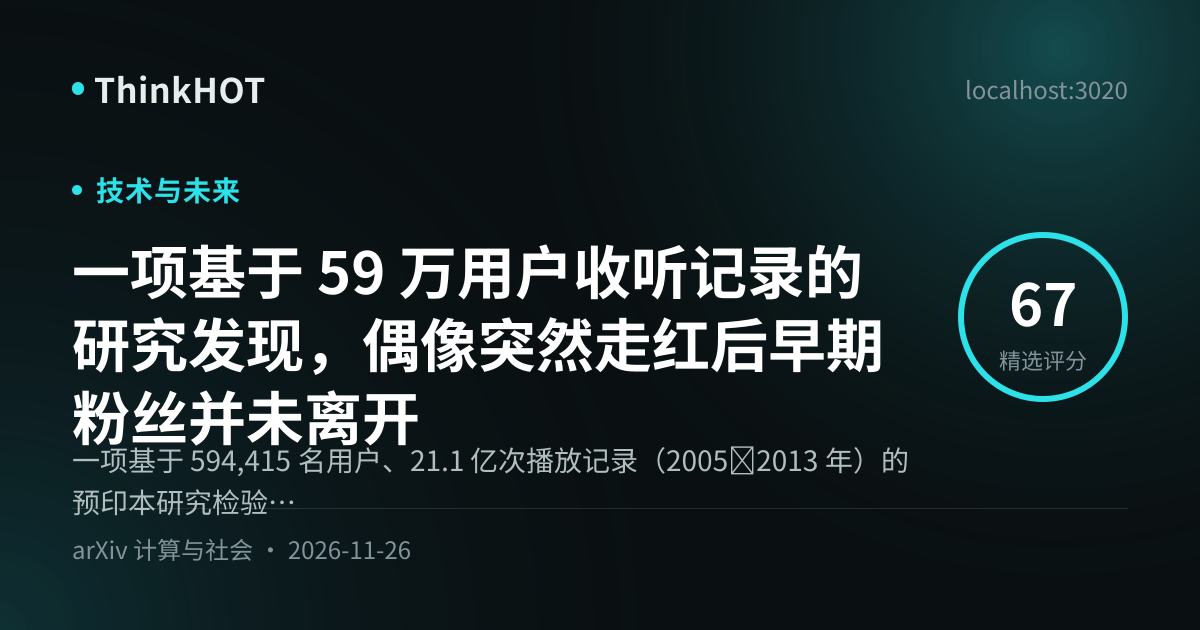 ThinkHOT
localhost:3020
技术与未来
一项基于 59 万用户收听记录的
研究发现，偶像突然走红后早期
粉丝并未离开
67
精选评分
一项基于 594,415 名用户、21.1 亿次播放记录（2005☒2013 年）的
预印本研究检验…
arXiv 计算与社会 · 2026-11-26